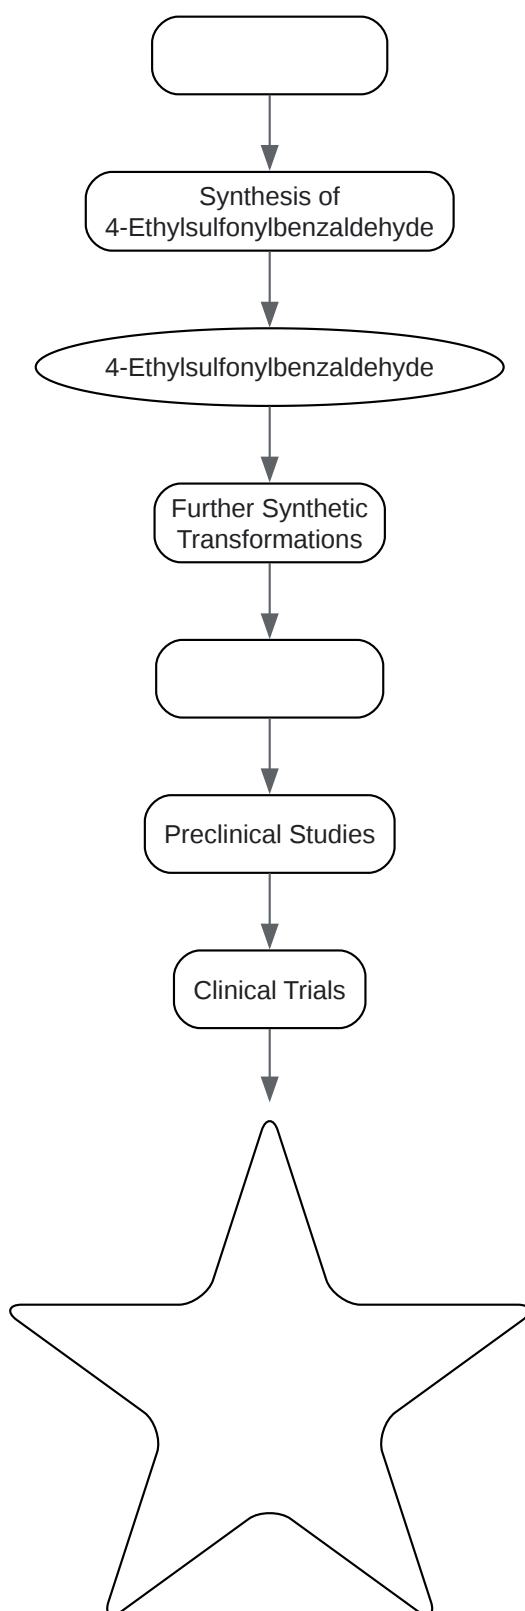 Synthesis of
4-Ethylsulfonylbenzaldehyde
4-Ethylsulfonylbenzaldehyde
Further Synthetic
Transformations
Preclinical Studies
Clinical Trials